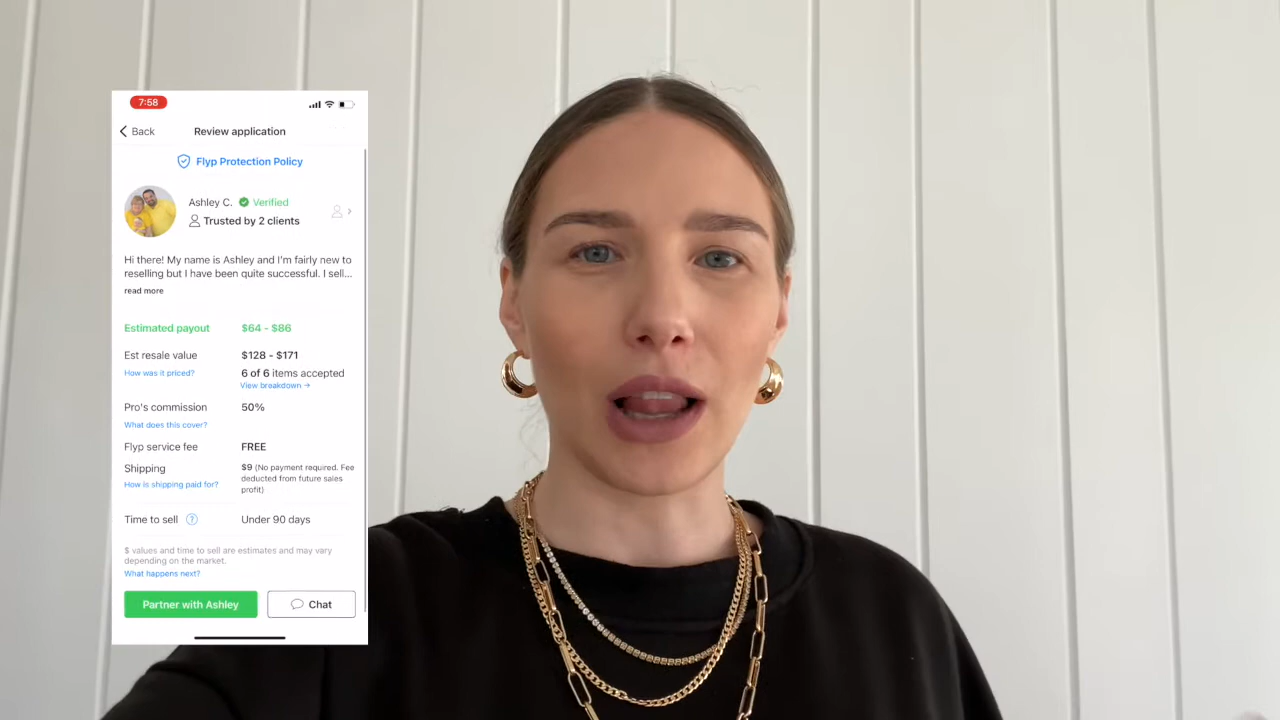 7:58
Back
Review application
Flyp Protection Policy
Ashley C. Verified
Trusted by 2 clients
Hi there! My name is Ashley and I'm fairly new to
reselling but I have been quite successful. I sell...
read more
Estimated payout $64 - $86
Est resale value $128 - $171
How was it priced? 6 of 6 items accepted
View breakdown →
Pro's commission 50%
What does this cover?
Flyp service fee FREE
Shipping $9 (No payment required. Fee
How is shipping paid for? deducted from future sales
profit)
Time to sell ? Under 90 days
$ values and time to sell are estimates and may vary
depending on the market.
What happens next?
Partner with Ashley Chat